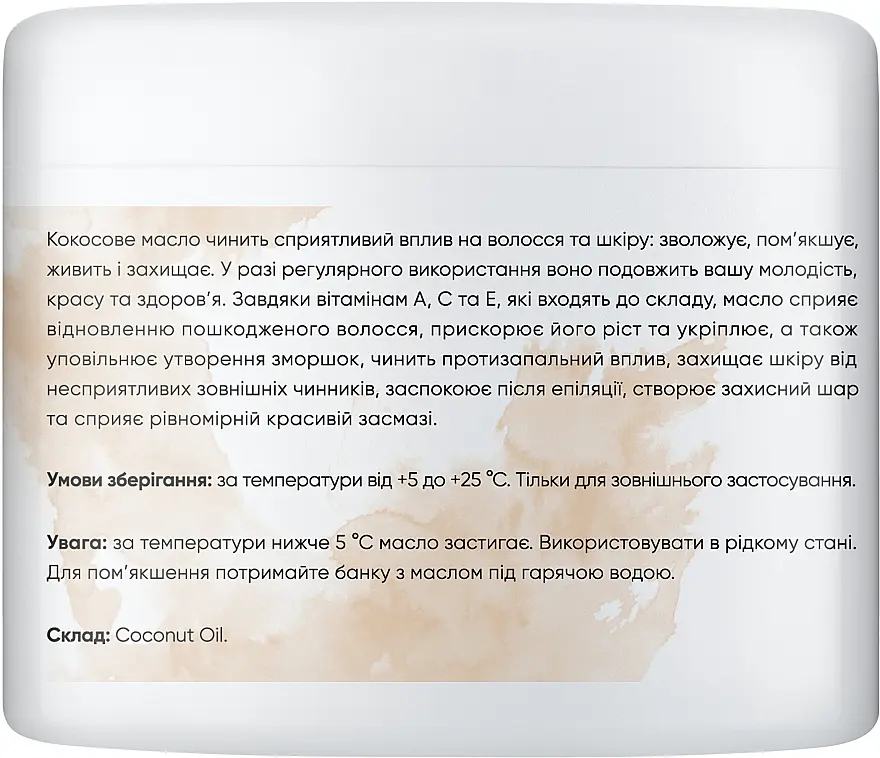 Кокосове масло чинить сприятливий вплив на волосся та шкіру: зволожує, пом’якшує,
живить і захищає. У разі регулярного використання воно подовжить вашу молодість,
красу та здоров’я. Завдяки вітамінам А, С та Е, які входять до складу, масло сприяє
відновленню пошкодженого волосся, прискорює його ріст та укріплює, а також
уповільнює утворення зморшок, чинить протизапальний вплив, захищає шкіру від
несприятливих зовнішніх чинників, заспокоює після епіляції, створює захисний шар
та сприяє рівномірній красивій засмазі.
Умови зберігання: за температури від +5 до +25 °C. Тільки для зовнішнього застосування.
Увага: за температури нижче 5 °C масло застигає. Використовувати в рідкому стані.
Для пом’якшення потримайте банку з маслом під гарячою водою.
Склад: Coconut Oil.